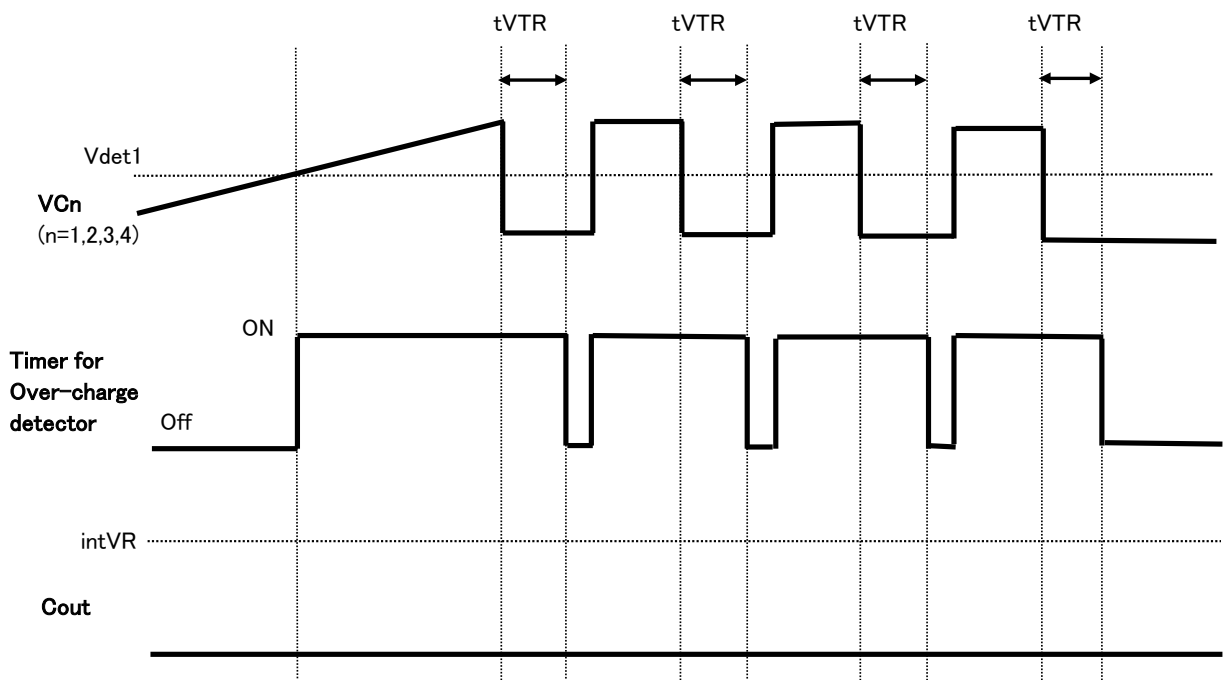 tVTR tVTR tVTR tVTR
Vdet1
VCn
(n=1,2,3,4)
ON
Timer for
Over-charge
detector
Off
intVR
Cout